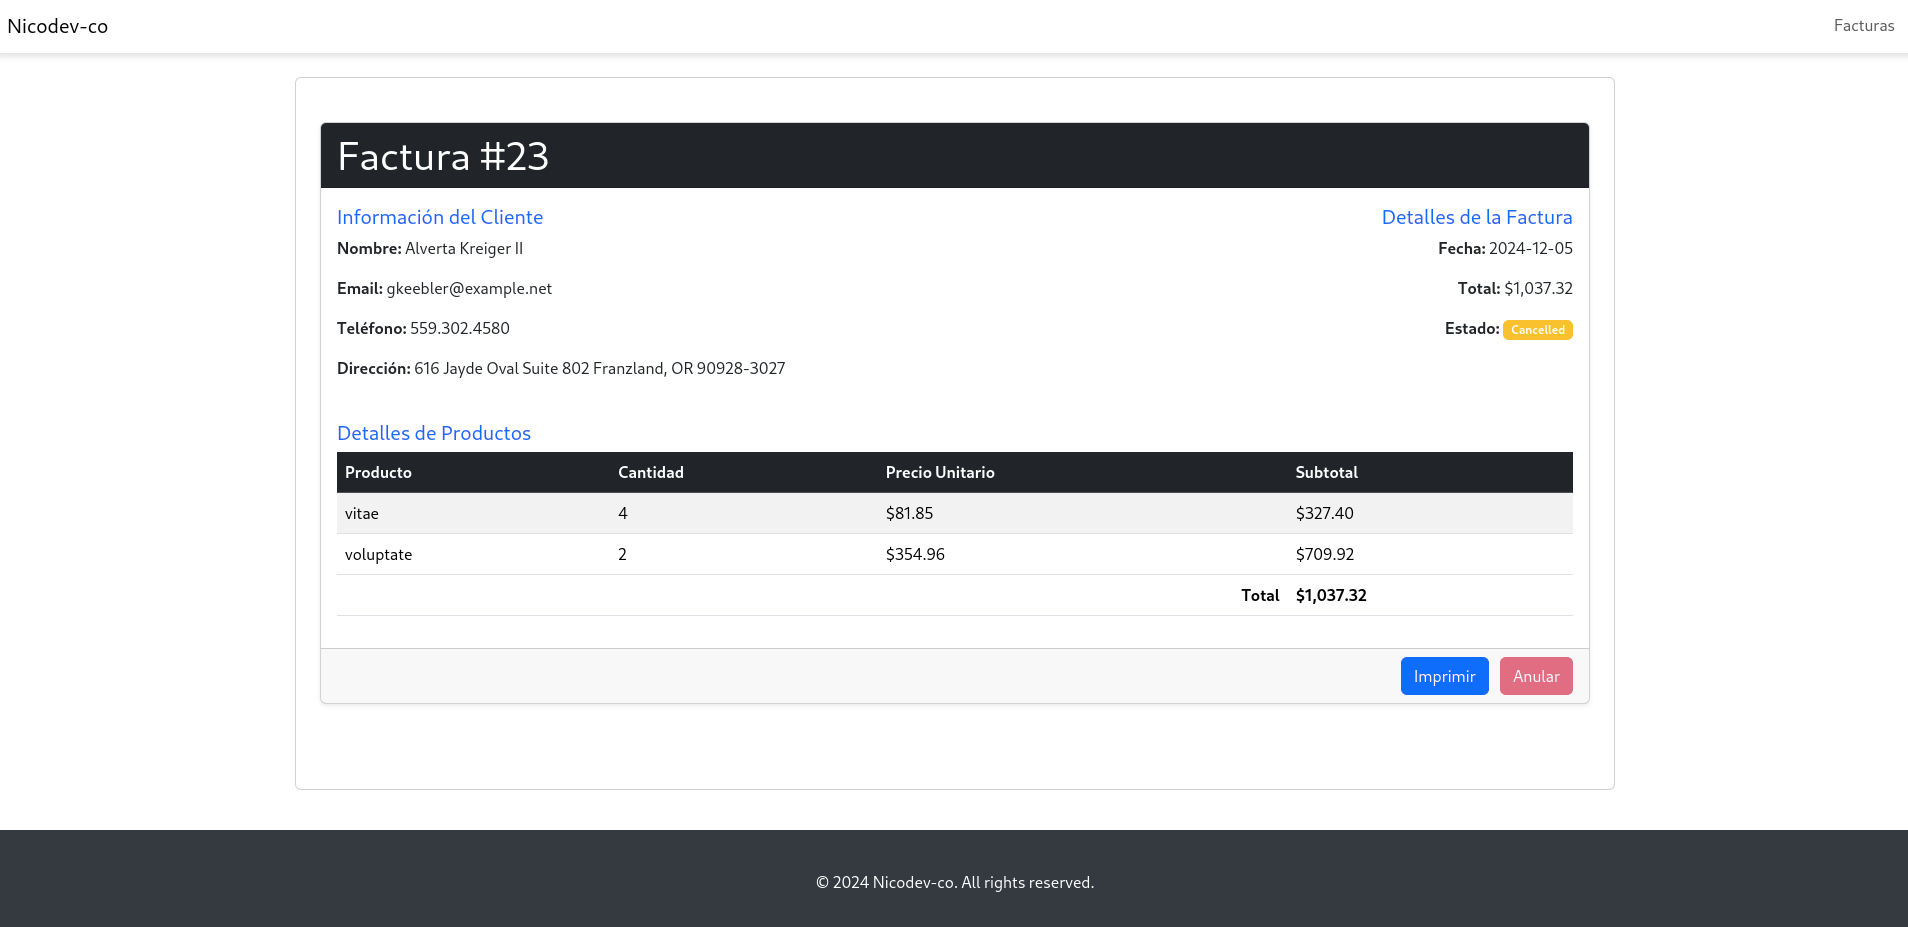 Nicodev-co
Facturas
Factura #23
Información del Cliente
Nombre: Alverta Kreiger II
Email: gkeebler@example.net
Teléfono: 559.302.4580
Dirección: 616 Jayde Oval Suite 802 Franzland, OR 90928-3027
Detalles de la Factura
Fecha: 2024-12-05
Total: $1,037.32
Estado: Cancelled
Detalles de Productos
Producto Cantidad Precio Unitario Subtotal
vitae 4 $81.85 $327.40
voluptate 2 $354.96 $709.92
Total $1,037.32
Imprimir Anular
© 2024 Nicodev-co. All rights reserved.